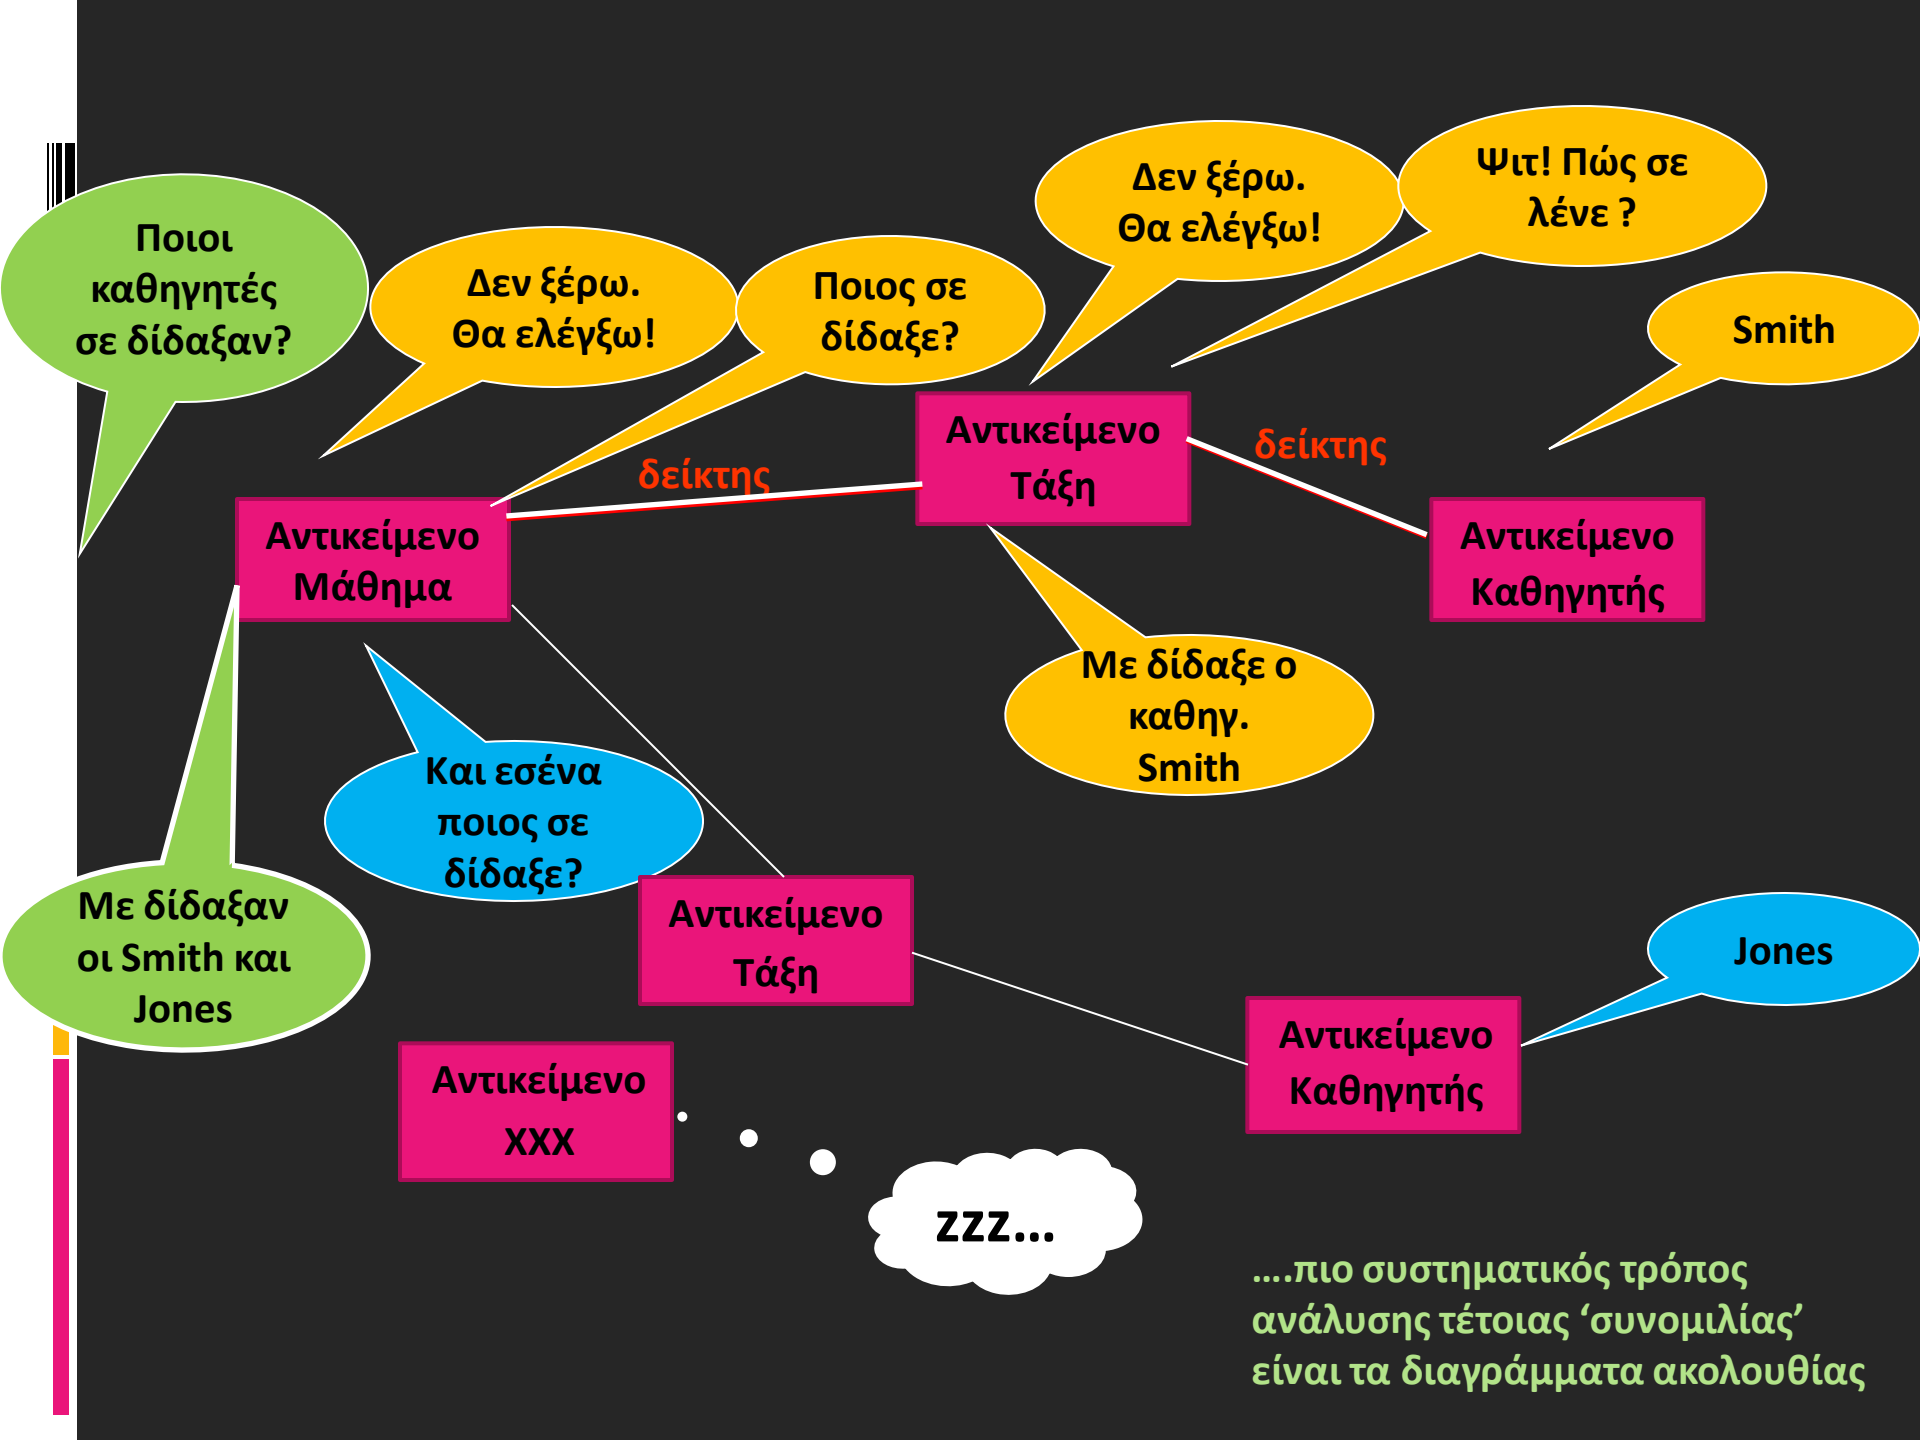 Ποιοι
καθηγητές
σε δίδαξαν?
Δεν ξέρω.
Θα ελέγξω!
Ποιος σε
δίδαξε?
Δεν ξέρω.
Θα ελέγξω!
Ψιτ! Πώς σε
λένε ?
Smith
δείκτης
Αντικείμενο
Τάξη
δείκτης
Αντικείμενο
Μάθημα
Αντικείμενο
Καθηγητής
Με δίδαξε ο
καθηγ.
Smith
Και εσένα
ποιος σε
δίδαξε?
Με δίδαξαν
οι Smith και
Jones
Αντικείμενο
Τάξη
Jones
Αντικείμενο
Καθηγητής
Αντικείμενο
ΧΧΧ
zzz...
....πιο συστηματικός τρόπος
ανάλυσης τέτοιας ‘συνομιλίας’
είναι τα διαγράμματα ακολουθίας